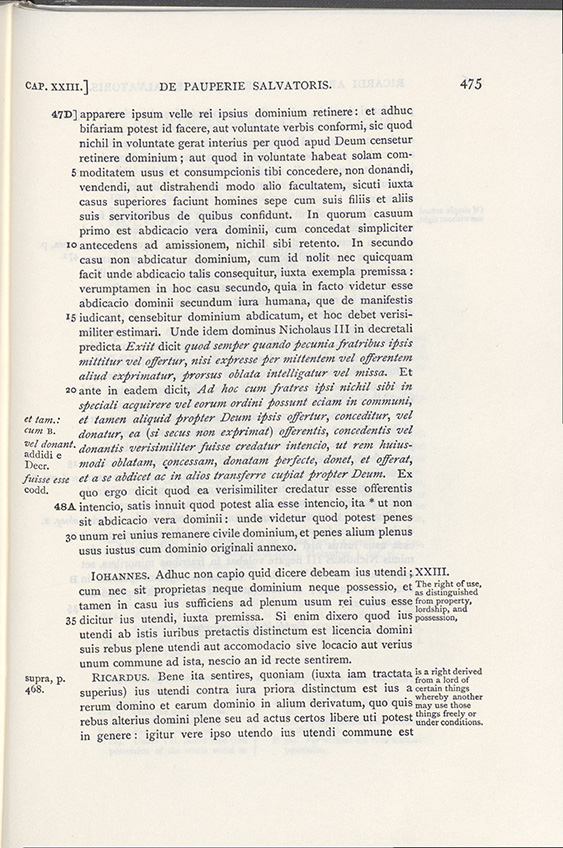 CAP. XXIII.] DE PAUPERIE SALVATORIS. 475
47D] apparere ipsum velle rei ipsius dominium retinere: et adhuc
bifariam potest id facere, aut voluntate verbis conformi, sic quod
nichil in voluntate gerat interius per quod apud Deum censetur
retinere dominium; aut quod in voluntate habeat solam com-
5 moditatem usus et consumpcionis tibi concedere, non donandi,
vendendi, aut distrahendi modo alio facultatem, sicuti iuxta
casus superiores faciunt homines sepe cum suis filiis et aliis
suis servitoribus de quibus confidunt. In quorum casuum
primo est abdicacio vera dominii, cum concedat simpliciter
10 antecedens ad amissionem, nichil sibi retento. In secundo
casu non abdicatur dominium, cum id nolit nec quicquam
facit unde abdicacio talis consequitur, iuxta exempla premissa:
verumptamen in hoc casu secundo, quia in facto videtur esse
abdicacio dominii secundum iura humana, que de manifestis
15 iudicant, censebitur dominium abdicatum, et hoc debet verisi-
militer estimari. Unde idem dominus Nicholaus III in decretali
predicta Exiit dicit quod semper quando pecunia fratribus ipsis
mittitur vel offertur, nisi expresse per mittentem vel offerentem
aliud exprimatur, prorsus oblata intelligatur vel missa. Et
20 ante in eadem dicit, Ad hoc cum fratres ipsi nichil sibi in
speciali acquirere vel eorum ordini possunt eciam in communi,
et tamen aliquid propter Deum ipsis offertur, conceditur, vel
donatur, ea (si secus non exprimat) offerentis, concedentis vel
donantis verisimiliter fuisse credatur intencio, ut rem huius-
modi oblatam, concessam, donatam perfecte, donet, et offerat,
et a se abdicet ac in alios transferre cupiat propter Deum. Ex
quo ergo dicit quod ea verisimiliter credatur esse offerentis
48A intencio, satis innuit quod potest alia esse intencio, ita * ut non
sit abdicacio vera dominii: unde videtur quod potest penes
30 unum rei unius remanere civile dominium, et penes alium plenus
usus iustus cum dominio originali annexo.
et tam.:
cum B.
vel donant.
addidi e
Decr.
fuisse esse
codd.
IOHANNES. Adhuc non capio quid dicere debeam ius utendi;
cum nec sit proprietas neque dominium neque possessio, et
tamen in casu ius sufficiens ad plenum usum rei cuius esse
35 dicitur ius utendi, iuxta premissa. Si enim dixero quod ius
utendi ab istis iuribus pretactis distinctum est licencia domini
suis rebus plene utendi aut accomodacio sive locacio aut verius
unum commune ad ista, nescio an id recte sentirem.
XXIII.
The right of use,
as distinguished
from property,
lordship, and
possession,
RICARDUS. Bene ita sentires, quoniam (iuxta iam tractata
superius) ius utendi contra iura priora distinctum est ius a
rerum domino et earum dominio in alium derivatum, quo quis
rebus alterius domini plene seu ad actus certos libere uti potest
in genere: igitur vere ipso utendo ius utendi commune est
supra, p.
468.
is a right derived
from a lord of
certain things
whereby another
may use those
things freely or
under conditions.